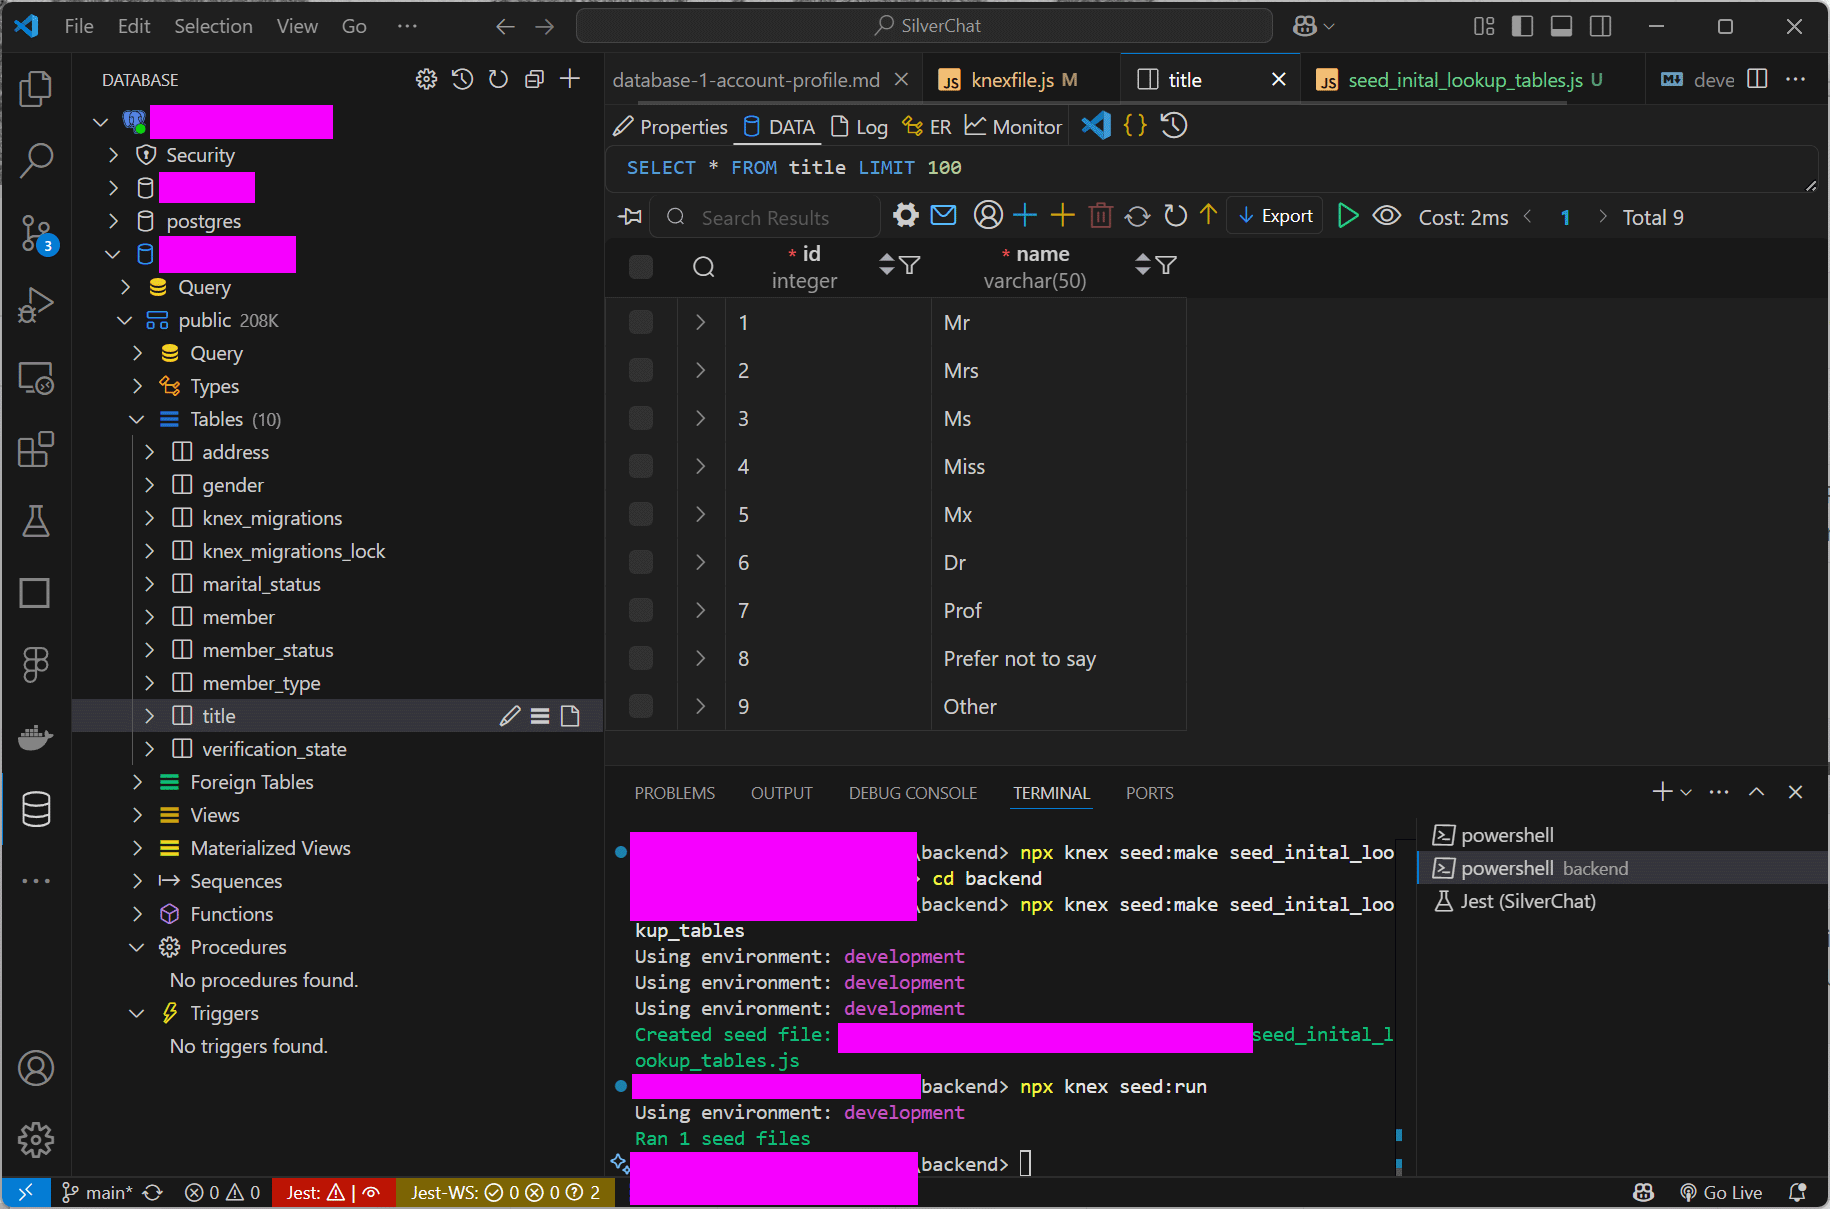 File Edit Selection View Go ··· SilverChat
DATABASE
Security
postgres
Query
public 208K
Query
Types
Tables (10)
address
gender
knex_migrations
knex_migrations_lock
marital_status
member
member_status
member_type
title
verification_state
Foreign Tables
Views
Materialized Views
Sequences
Functions
Procedures
No procedures found.
Triggers
No triggers found.
database-1-account-profile.md JS knexfile.js M title JS seed_inital_lookup_tables.js U deve
Properties DATA Log ER Monitor {}
SELECT * FROM title LIMIT 100
Search Results Export Cost: 2ms 1 Total 9
* id * name
integer varchar(50)
1 Mr
2 Mrs
3 Ms
4 Miss
5 Mx
6 Dr
7 Prof
8 Prefer not to say
9 Other
PROBLEMS OUTPUT DEBUG CONSOLE TERMINAL PORTS
\backend> npx knex seed:make seed_inital_loo
> cd backend
\backend> npx knex seed:make seed_inital_loo
kup_tables
Using environment: development
Using environment: development
Using environment: development
Created seed file: seed_inital_l
ookup_tables.js
backend> npx knex seed:run
Using environment: development
Ran 1 seed files
\backend>
powershell
powershell backend
Jest (SilverChat)
3
main* 0 0 Jest: | Jest-WS: 0 0 2 Go Live